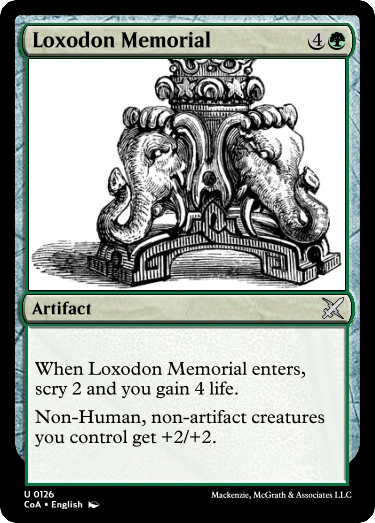 Loxodon Memorial 4
Artifact
When Loxodon Memorial enters,
scry 2 and you gain 4 life.
Non-Human, non-artifact creatures
you control get +2/+2.
U 0126
CoA • English
Mackenzie, McGrath & Associates LLC